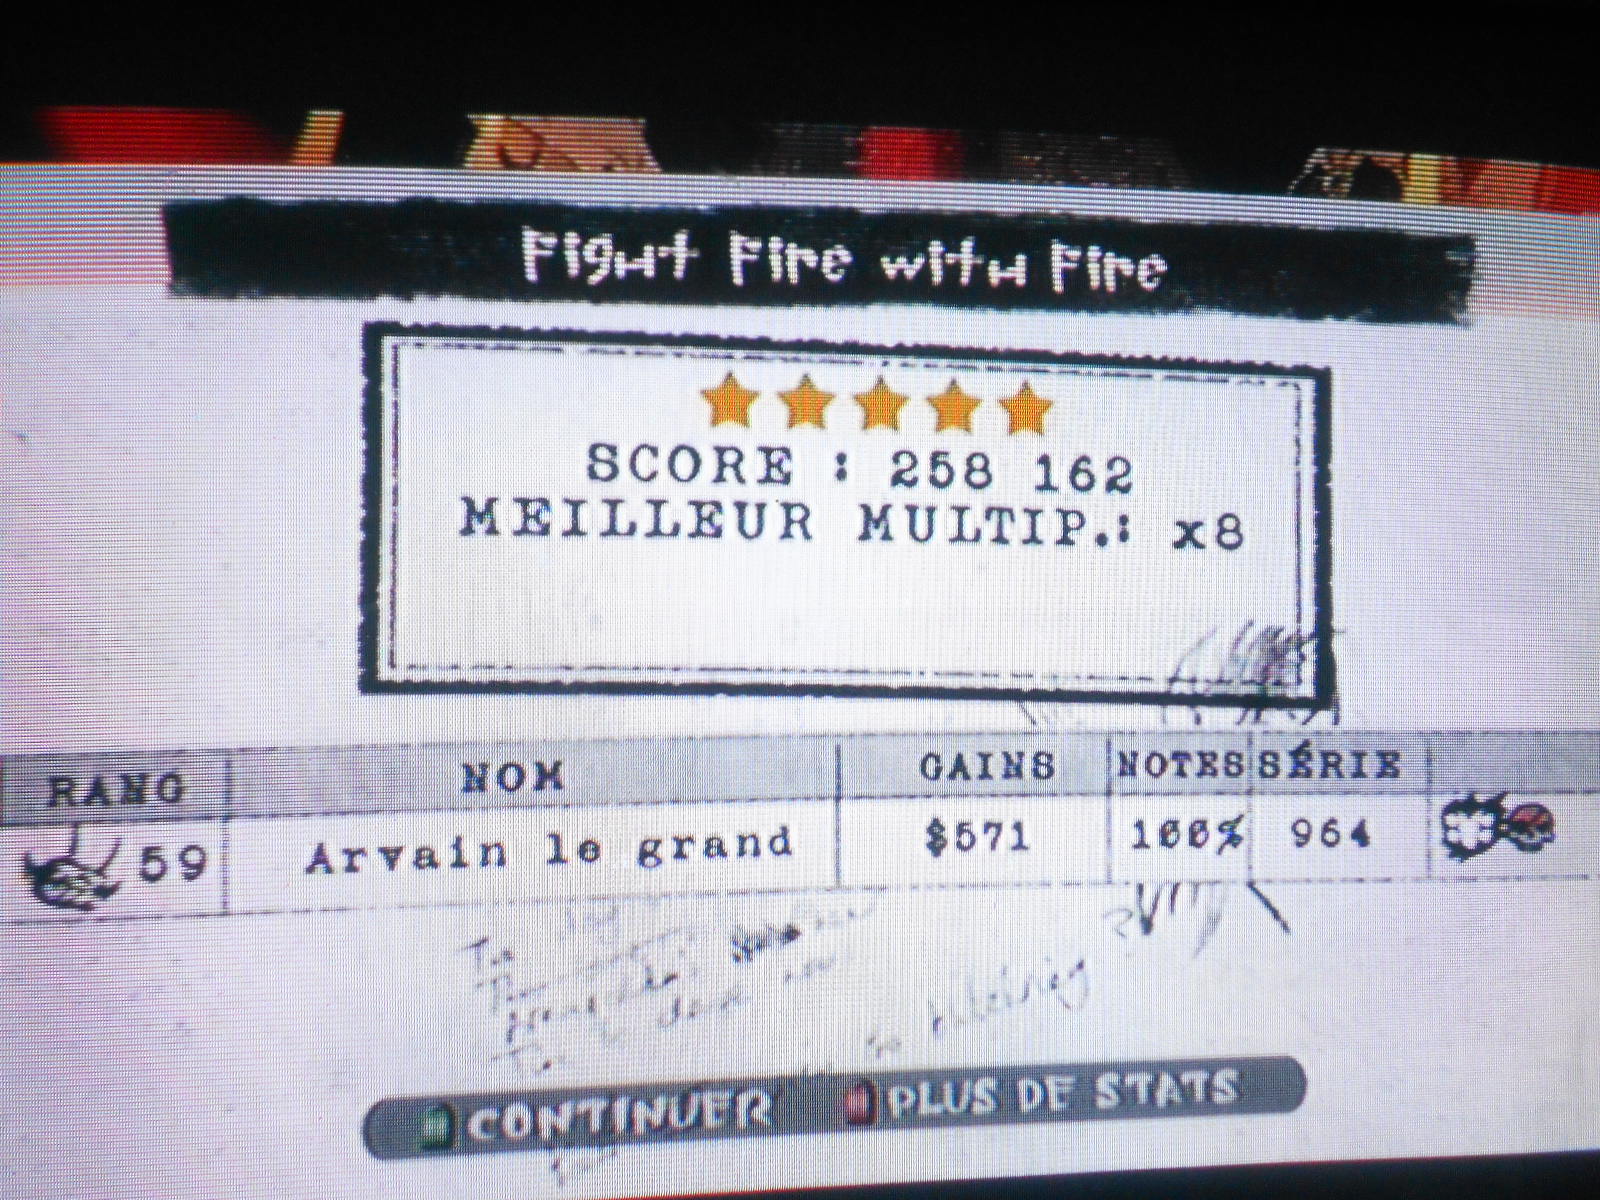 Fight Fire with Fire
SCORE : 258 162
MEILLEUR MULTIP.: x8
RANG NOM GAINS NOTES SÉRIE
59 Arvain le grand $571 100% 964
CONTINUER PLUS DE STATS